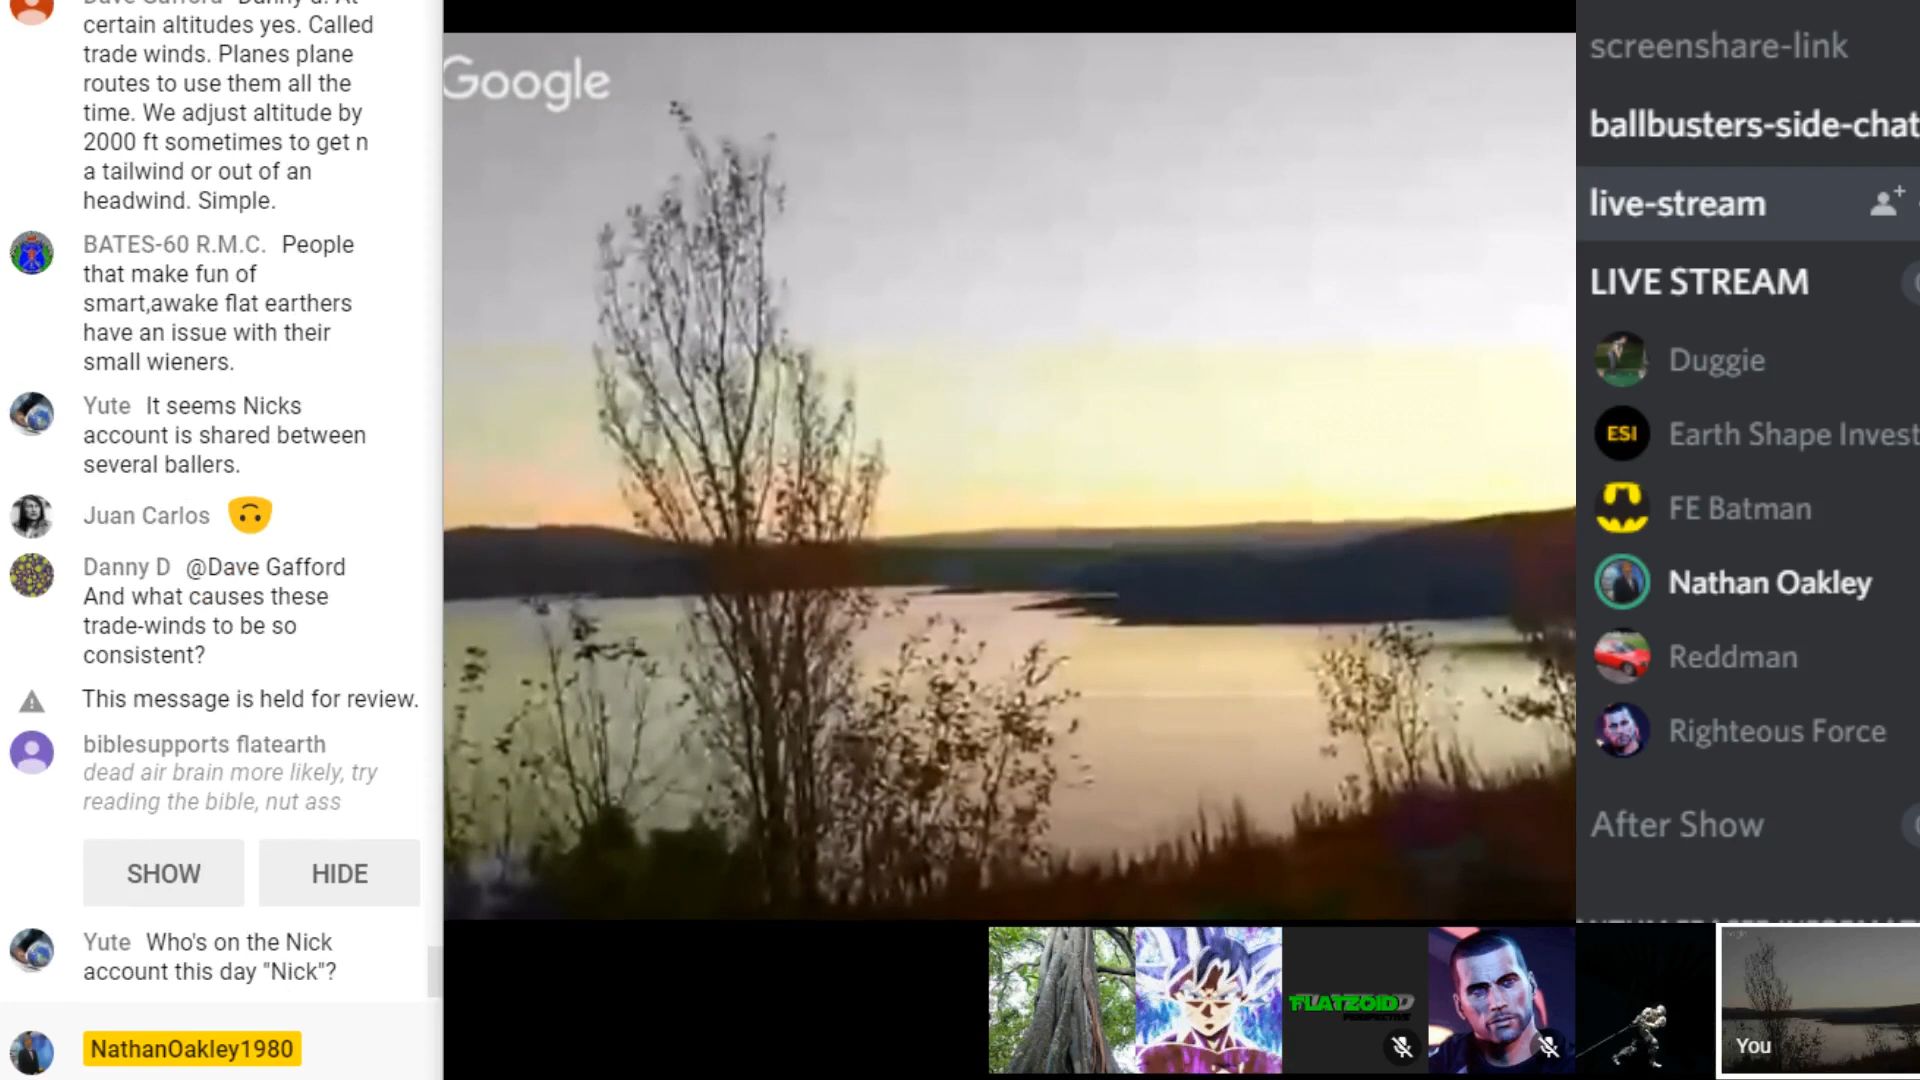 Dave Gafford Danny d. At
certain altitudes yes. Called
trade winds. Planes plane
routes to use them all the
time. We adjust altitude by
2000 ft sometimes to get n
a tailwind or out of an
headwind. Simple.
BATES-60 R.M.C. People
that make fun of
smart,awake flat earthers
have an issue with their
small wieners.
Yute It seems Nicks
account is shared between
several ballers.
Juan Carlos
Danny D @Dave Gafford
And what causes these
trade-winds to be so
consistent?
This message is held for review.
biblesupports flatearth
dead air brain more likely, try
reading the bible, nut ass
SHOW HIDE
Yute Who's on the Nick
account this day "Nick"?
NathanOakley1980
Google
FLATZOIDD
PERSPECTIVE
You
screenshare-link
ballbusters-side-chat
live-stream
LIVE STREAM
Duggie
ESI
Earth Shape Invest
FE Batman
Nathan Oakley
Reddman
Righteous Force
After Show